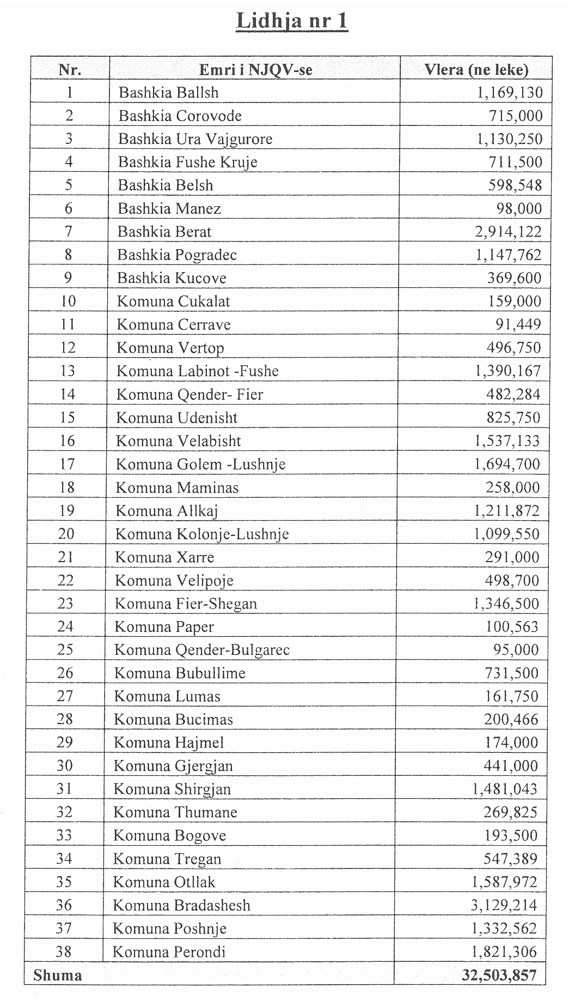 Lidhja nr 1
Nr. Emri i NJQV-se Vlera (ne leke)
1 Bashkia Ballsh 1,169,130
2 Bashkia Corovode 715,000
3 Bashkia Ura Vajgurore 1,130,250
4 Bashkia Fushe Kruje 711,500
5 Bashkia Belsh 598,548
6 Bashkia Manez 98,000
7 Bashkia Berat 2,914,122
8 Bashkia Pogradec 1,147,762
9 Bashkia Kucove 369,600
10 Komuna Cukalat 159,000
11 Komuna Cerrave 91,449
12 Komuna Vertop 496,750
13 Komuna Labinot -Fushe 1,390,167
14 Komuna Qender- Fier 482,284
15 Komuna Udenisht 825,750
16 Komuna Velabisht 1,537,133
17 Komuna Golem -Lushnje 1,694,700
18 Komuna Maminas 258,000
19 Komuna Allkaj 1,211,872
20 Komuna Kolonje-Lushnje 1,099,550
21 Komuna Xarre 291,000
22 Komuna Velipoje 498,700
23 Komuna Fier-Shegan 1,346,500
24 Komuna Paper 100,563
25 Komuna Qender-Bulgarec 95,000
26 Komuna Bubullime 731,500
27 Komuna Lumas 161,750
28 Komuna Bucimas 200,466
29 Komuna Hajmel 174,000
30 Komuna Gjergjan 441,000
31 Komuna Shirgjan 1,481,043
32 Komuna Thumane 269,825
33 Komuna Bogove 193,500
34 Komuna Tregan 547,389
35 Komuna Otllak 1,587,972
36 Komuna Bradashesh 3,129,214
37 Komuna Poshnje 1,332,562
38 Komuna Perondi 1,821,306
Shuma 32,503,857